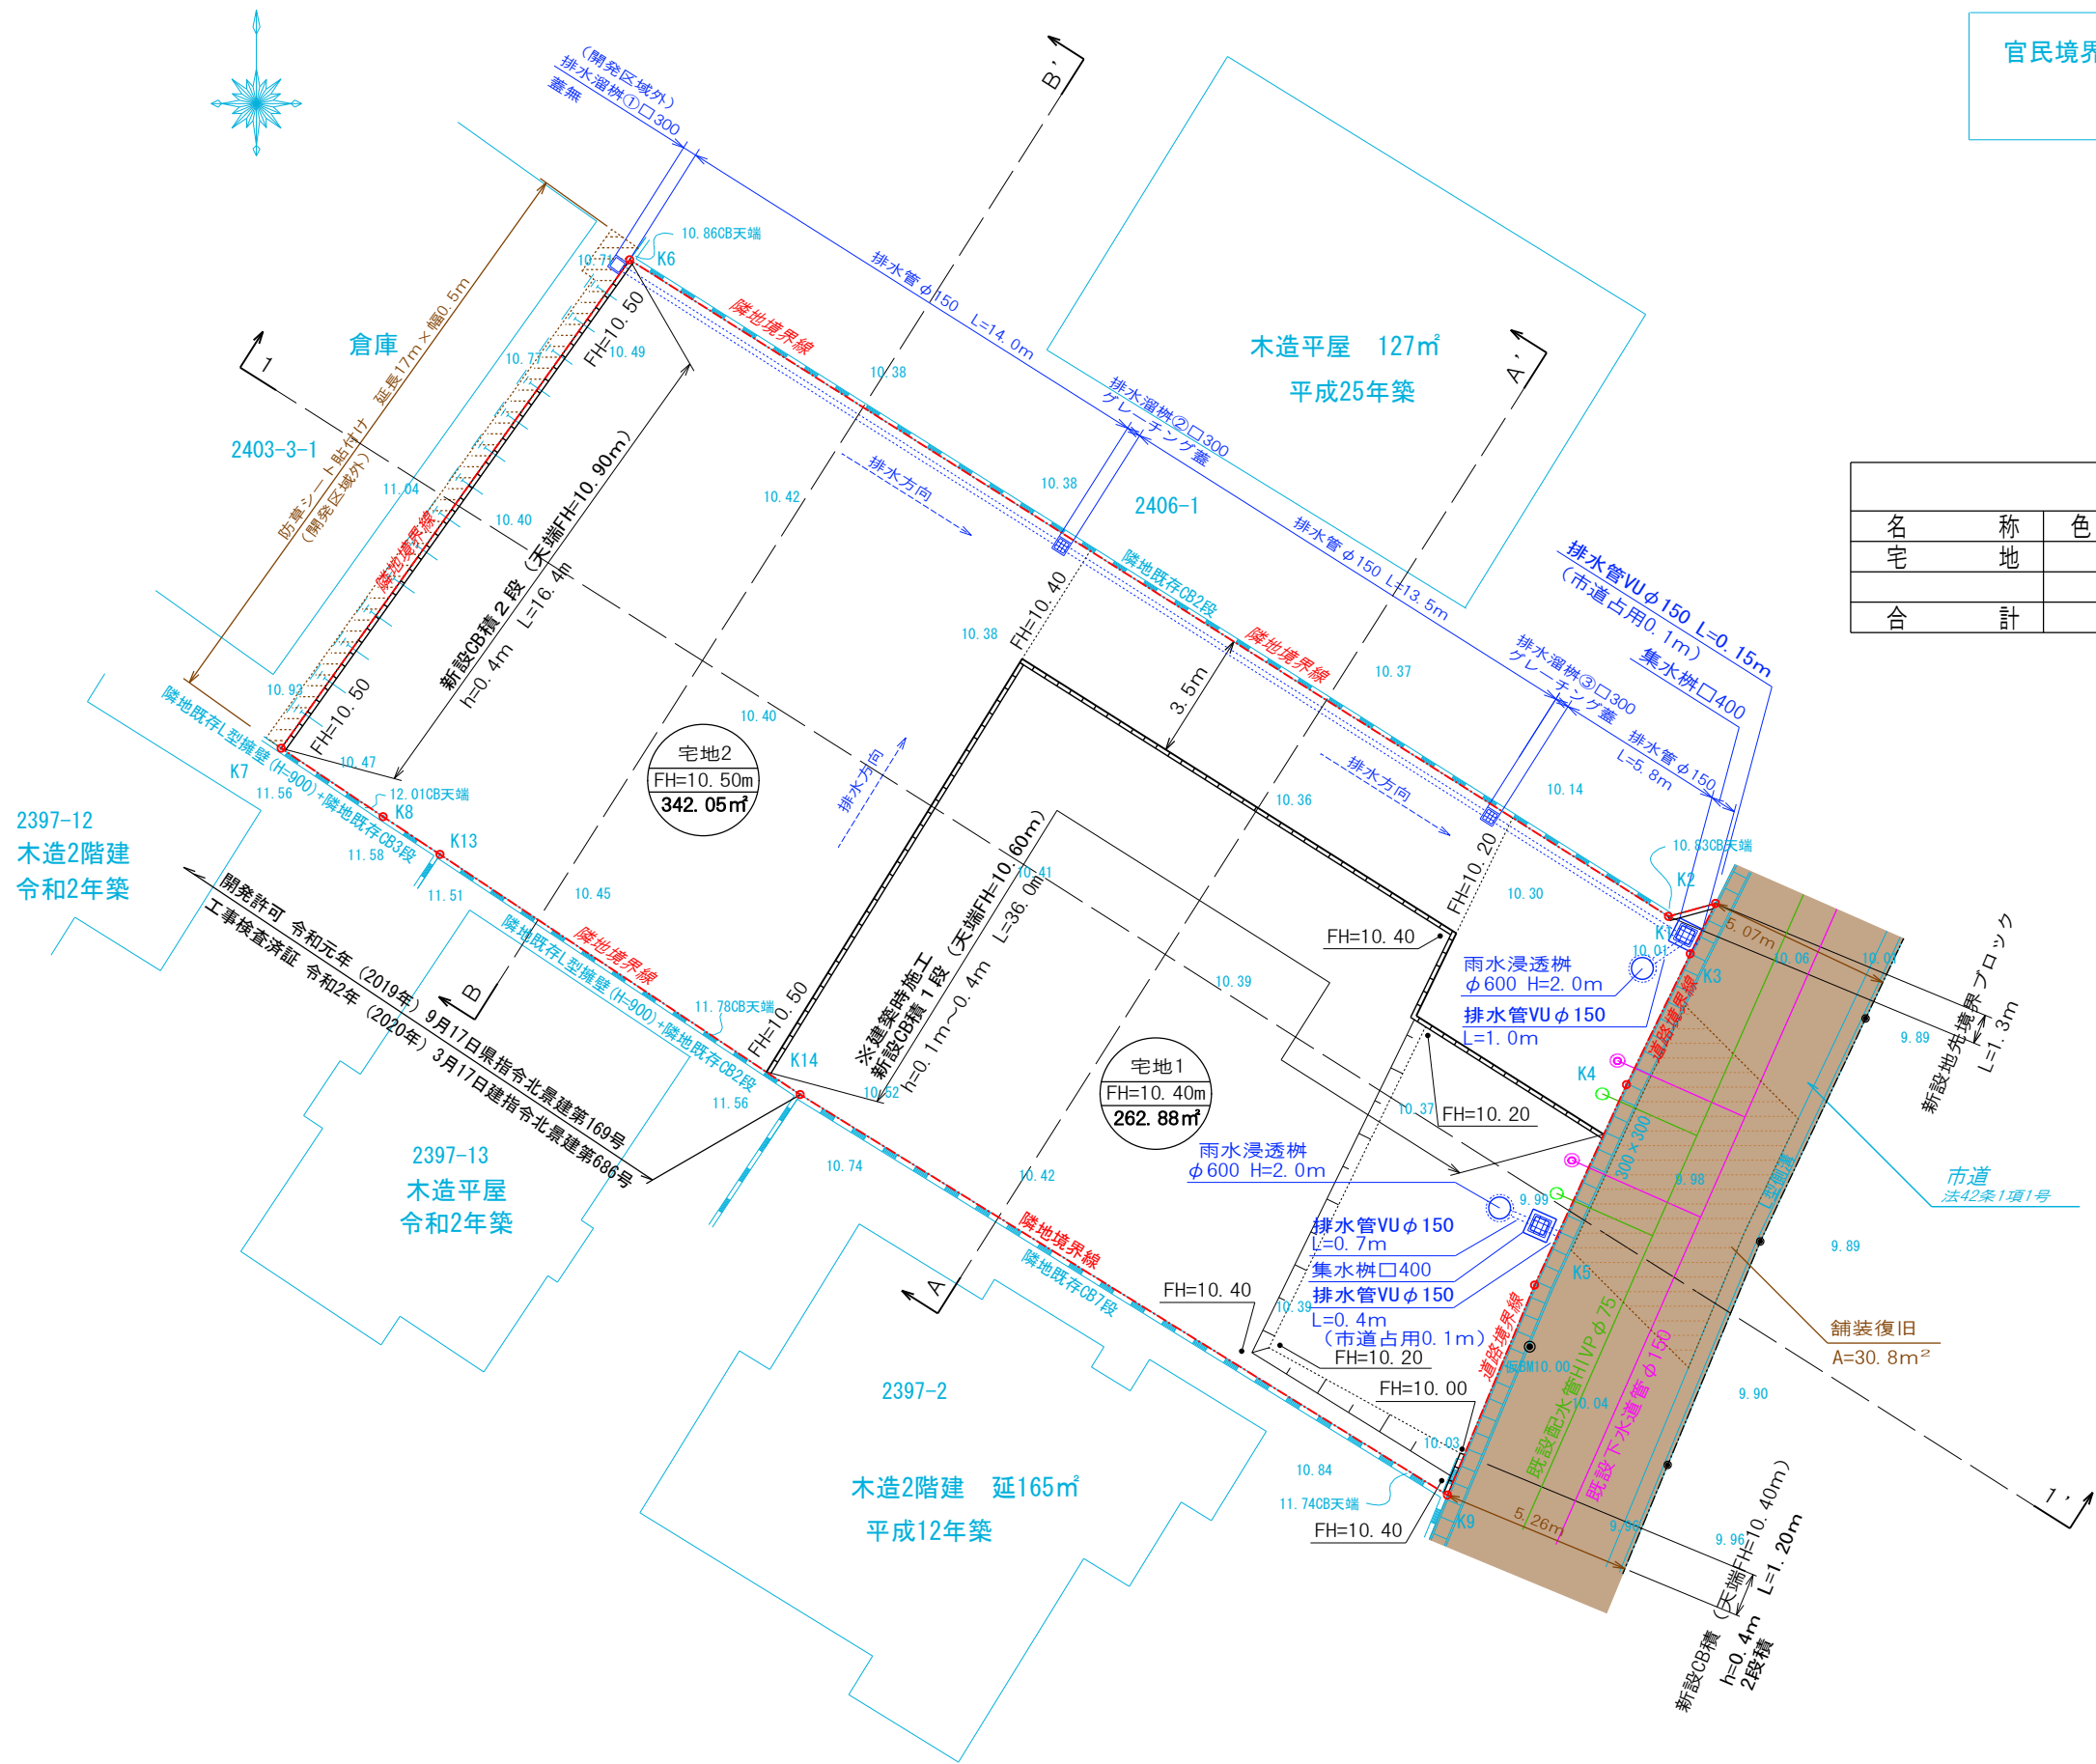 官民境界
(開発区域外)
排水溜桝①□300
蓋無
B'
10.86CB天端
K6
10.71
排水管φ150 L=14.0m
隣地境界線
FH=10.50
10.49
10.77
10.38
倉庫
防草シート貼付け 延長17m×幅0.5m
(開発区域外)
1
2403-3-1
11.04
10.40
隣地境界線
新設CB積2段 (天端FH=10.90m)
h=0.4m L=16.4m
10.42
排水方向
木造平屋 127㎡
平成25年築
A'
排水溜桝②□300
グレーチング蓋
10.38
2406-1
排水管φ150 L=13.5m
隣地既存CB2段
隣地境界線
名 称
色
宅 地
合 計
排水管VUφ150 L=0.15m
(市道占用0.1m)
集水桝□400
排水溜桝③□300
グレーチング蓋
排水管φ150
L=5.8m
10.38
FH=10.40
3.5m
10.37
10.14
10.93
FH=10.50
隣地既存L型擁壁(H=900)+隣地既存CB3段
K7
10.47
11.56
12.01CB天端
K8
11.58
K13
11.51
宅地2
FH=10.50m
342.05㎡
10.40
排水方向
10.36
排水方向
10.83CB天端
K2
2397-12
木造2階建
令和2年築
開発許可 令和元年 (2019年) 9月17日県指令北景建第169号
工事検査済証 令和2年 (2020年) 3月17日建指令北景建第686号
10.45
隣地既存L型擁壁(H=900)+隣地既存CB2段
隣地境界線
B
11.78CB天端
FH=10.50
K14
11.56
※建築時施工
新設CB積1段 (天端FH=10.60m)
h=0.1m~0.4m L=36.0m
10.41
10.52
10.39
FH=10.20
10.30
FH=10.40
雨水浸透桝
φ600 H=2.0m
排水管VUφ150
L=1.0m
K1
10.01
K3
5.07m
10.06
10.01
道路境界線
新設地先境界ブロック
L=1.3m
9.89
宅地1
FH=10.40m
262.88㎡
10.37
FH=10.20
K4
300×300
9.98
L型側溝
市道
法42条1項1号
2397-13
木造平屋
令和2年築
10.74
10.42
雨水浸透桝
φ600 H=2.0m
9.99
排水管VUφ150
L=0.7m
集水桝□400
排水管VUφ150
L=0.4m
(市道占用0.1m)
K5
9.89
隣地境界線
隣地既存CB7段
A
FH=10.40
10.39
FH=10.20
FH=10.00
道路境界線
仮BM10.00
既設配水管HIVPφ75
既設下水道管φ150
10.04
舗装復旧
A=30.8m²
9.90
2397-2
木造2階建 延165㎡
平成12年築
10.03
10.84
11.74CB天端
FH=10.40
K9
5.26m
9.96
9.96
新設CB積 (天端FH=10.40m)
h=0.4m L=1.20m
2段積
1'